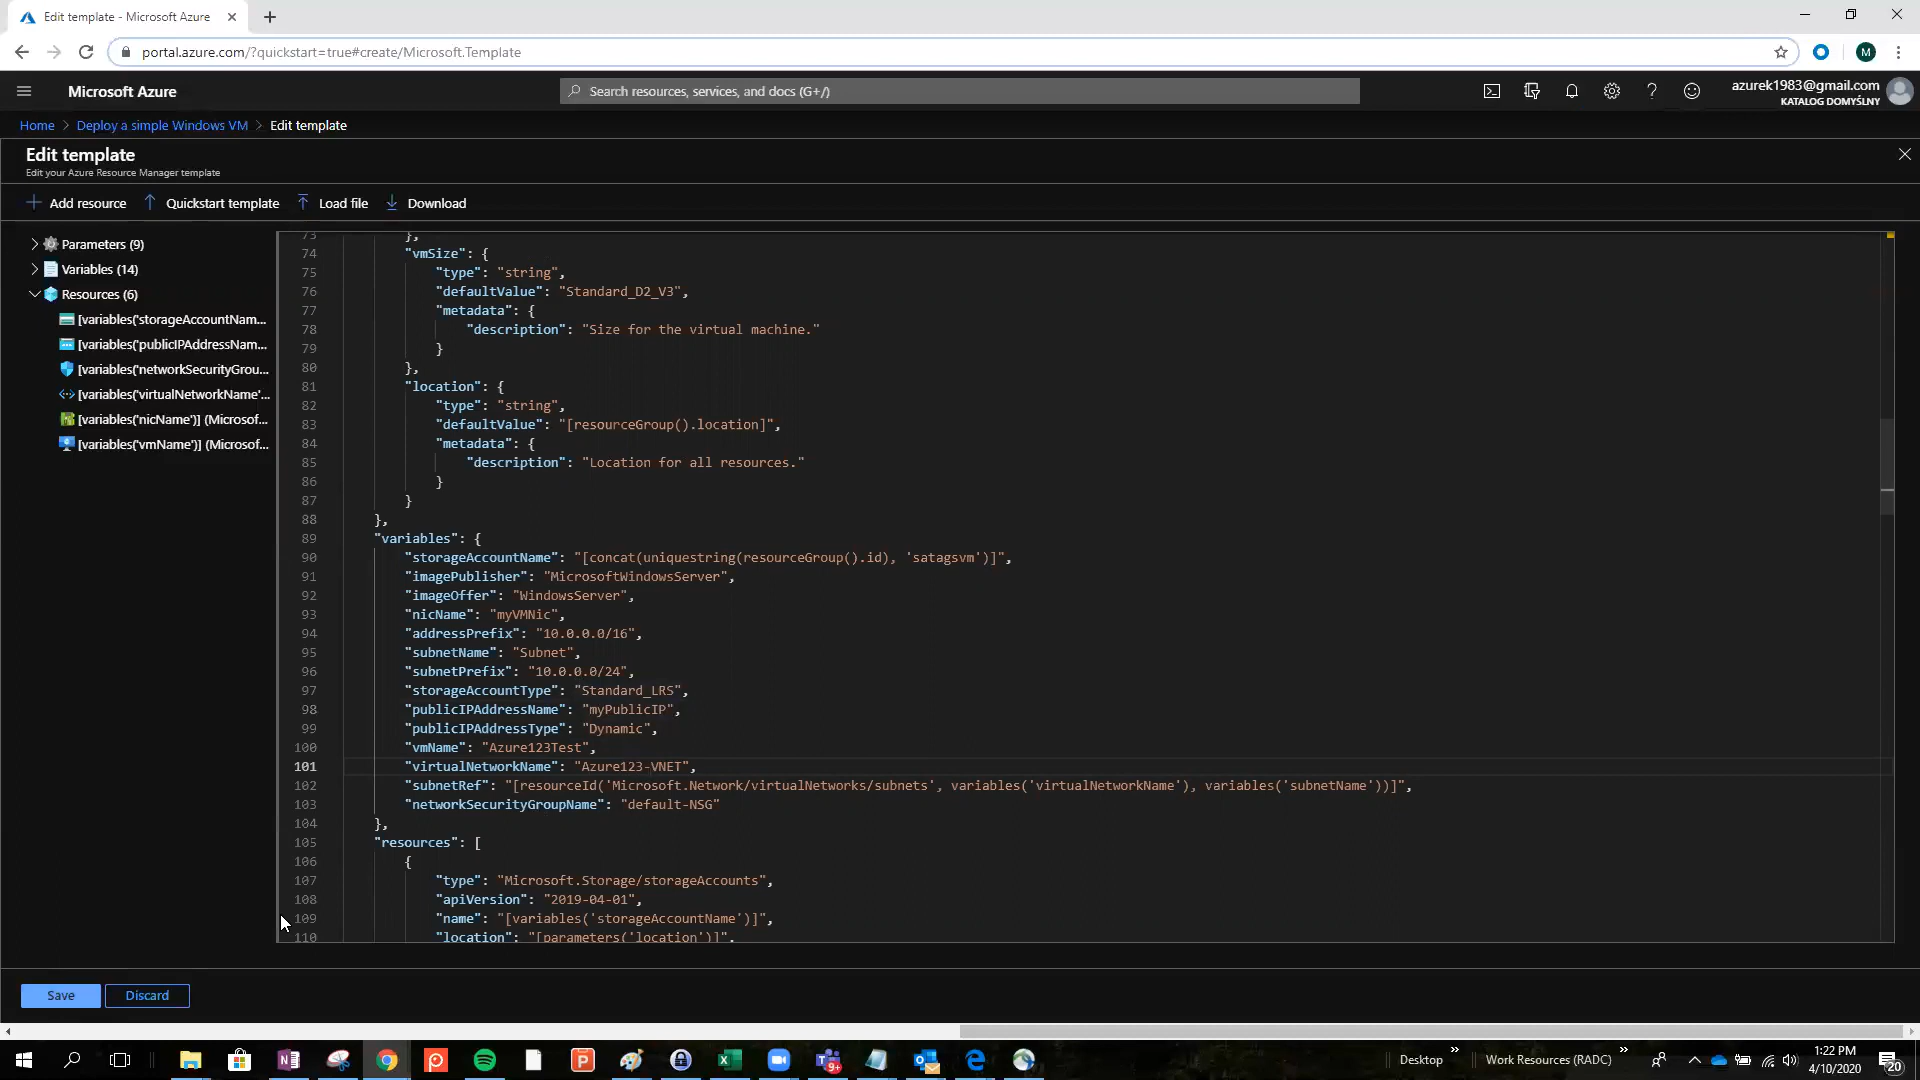 Edit template - Microsoft Azure
portal.azure.com/?quickstart=true#create/Microsoft.Template
M
Microsoft Azure
Search resources, services, and docs (G+/)
azurek1983@gmail.com
KATALOG DOMYŚLNY
Home > Deploy a simple Windows VM > Edit template
Edit template
Edit your Azure Resource Manager template
Add resource
Quickstart template
Load file
Download
Parameters (9)
Variables (14)
Resources (6)
[variables('storageAccountNam...
[variables('publicIPAddressNam...
[variables('networkSecurityGrou...
[variables('virtualNetworkName'...
[variables('nicName')] (Microsof...
[variables('vmName')] (Microsof...
73 },
74 "vmSize": {
75 "type": "string",
76 "defaultValue": "Standard_D2_V3",
77 "metadata": {
78 "description": "Size for the virtual machine."
79 }
80 },
81 "location": {
82 "type": "string",
83 "defaultValue": "[resourceGroup().location]",
84 "metadata": {
85 "description": "Location for all resources."
86 }
87 }
88 },
89 "variables": {
90 "storageAccountName": "[concat(uniquestring(resourceGroup().id), 'satagsvm')]",
91 "imagePublisher": "MicrosoftWindowsServer",
92 "imageOffer": "WindowsServer",
93 "nicName": "myVMNic",
94 "addressPrefix": "10.0.0.0/16",
95 "subnetName": "Subnet",
96 "subnetPrefix": "10.0.0.0/24",
97 "storageAccountType": "Standard_LRS",
98 "publicIPAddressName": "myPublicIP",
99 "publicIPAddressType": "Dynamic",
100 "vmName": "Azure123Test",
101 "virtualNetworkName": "Azure123-VNET",
102 "subnetRef": "[resourceId('Microsoft.Network/virtualNetworks/subnets', variables('virtualNetworkName'), variables('subnetName'))]",
103 "networkSecurityGroupName": "default-NSG"
104 },
105 "resources": [
106 {
107 "type": "Microsoft.Storage/storageAccounts",
108 "apiVersion": "2019-04-01",
109 "name": "[variables('storageAccountName')]",
110 "location": "[parameters('location')]",
Save
Discard
Desktop
Work Resources (RADC)
9+
1:22 PM
4/10/2020
20